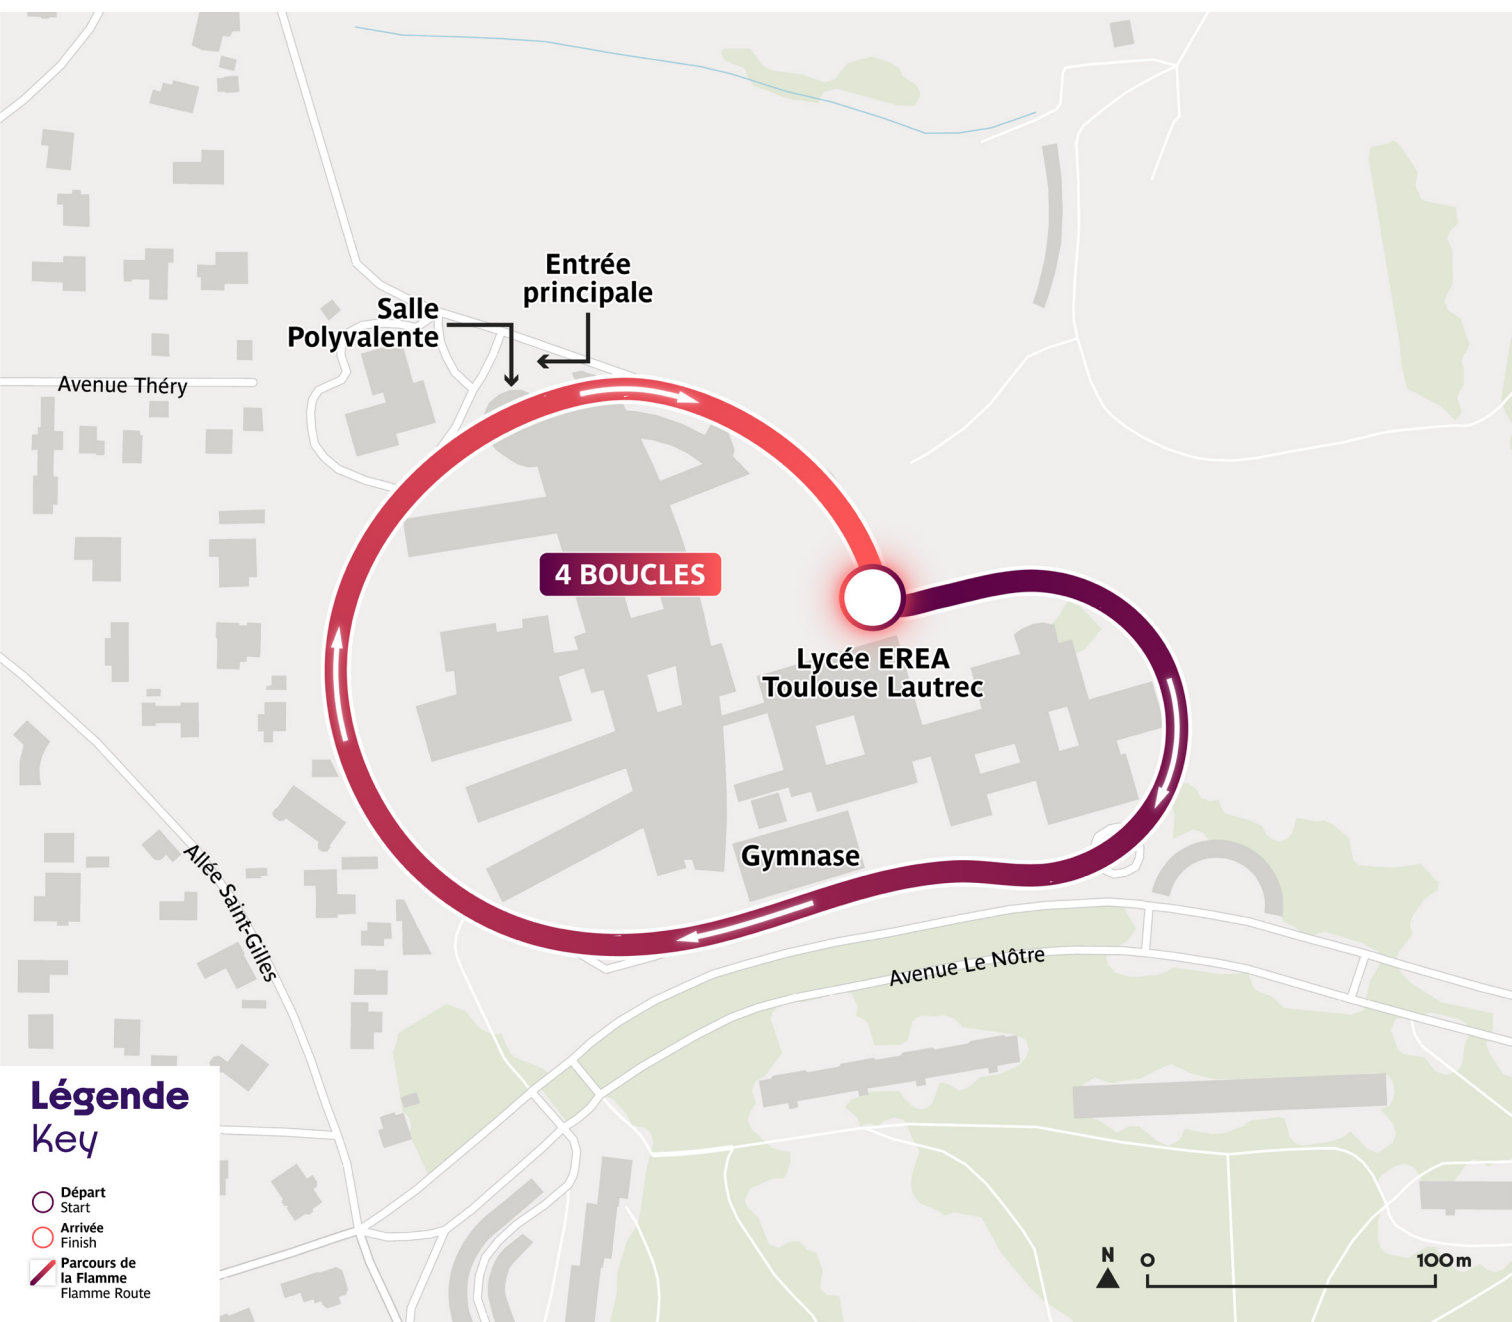 Entrée
principale
Salle
Polyvalente
Avenue Théry
4 BOUCLES
Lycée EREA
Toulouse Lautrec
Gymnase
Allée Saint-Gilles
Avenue Le Nôtre
Légende
Key
Départ
Start
Arrivée
Finish
Parcours de
la Flamme
Flamme Route
N
0
100m